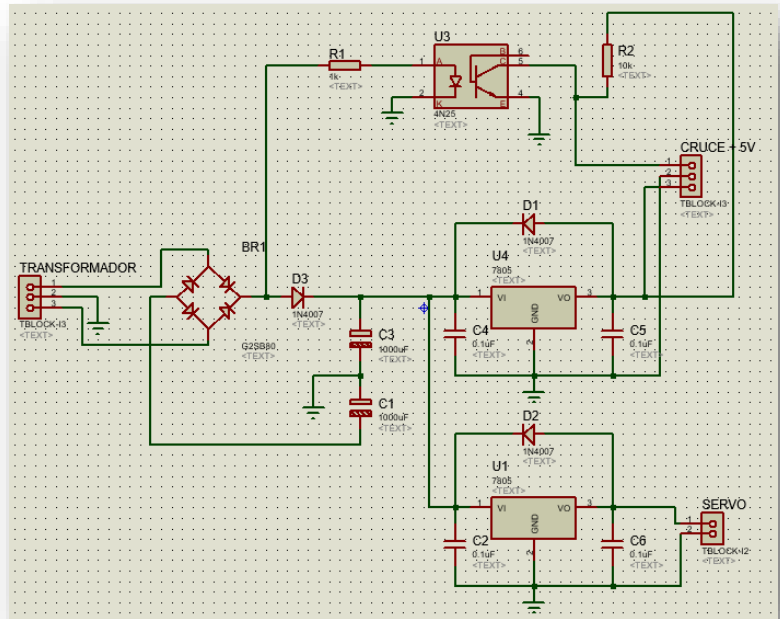 U3
R1
1k
<TEXT>
1
A
2
K
B
6
C
5
E
4
4N25
<TEXT>
R2
10k
<TEXT>
CRUCE + 5V
1
2
3
TBLOCK-I3
<TEXT>
D1
1N4007
<TEXT>
U4
7805
<TEXT>
1
VI
VO
3
GND
2
C4
0.1uF
<TEXT>
C5
0.1uF
<TEXT>
BR1
G2SB80
<TEXT>
TRANSFORMADOR
1
2
3
TBLOCK-I3
<TEXT>
D3
1N4007
<TEXT>
C3
1000uF
<TEXT>
C1
1000uF
<TEXT>
D2
1N4007
<TEXT>
U1
7805
<TEXT>
1
VI
VO
3
GND
2
C2
0.1uF
<TEXT>
C6
0.1uF
<TEXT>
SERVO
1
2
TBLOCK-I2
<TEXT>